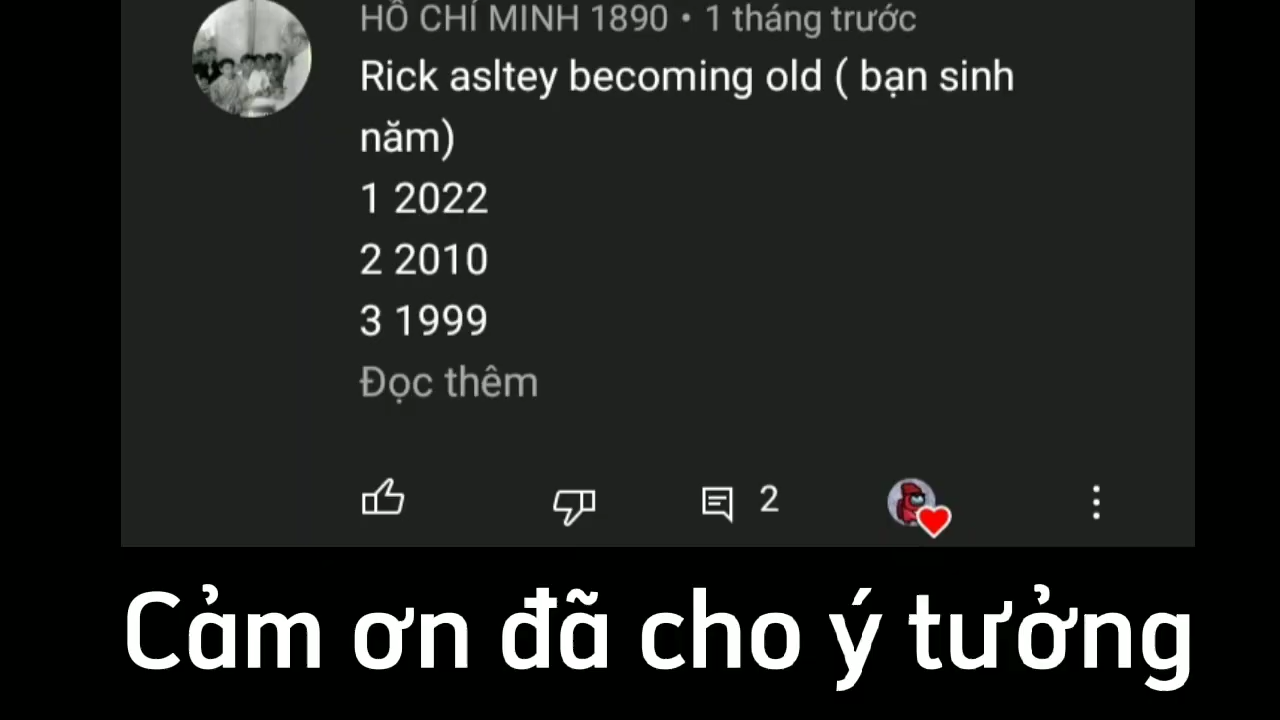 HỒ CHÍ MINH 1890 • 1 tháng trước
Rick asltey becoming old ( bạn sinh
năm)
1 2022
2 2010
3 1999
Đọc thêm
2
Cảm ơn đã cho ý tưởng